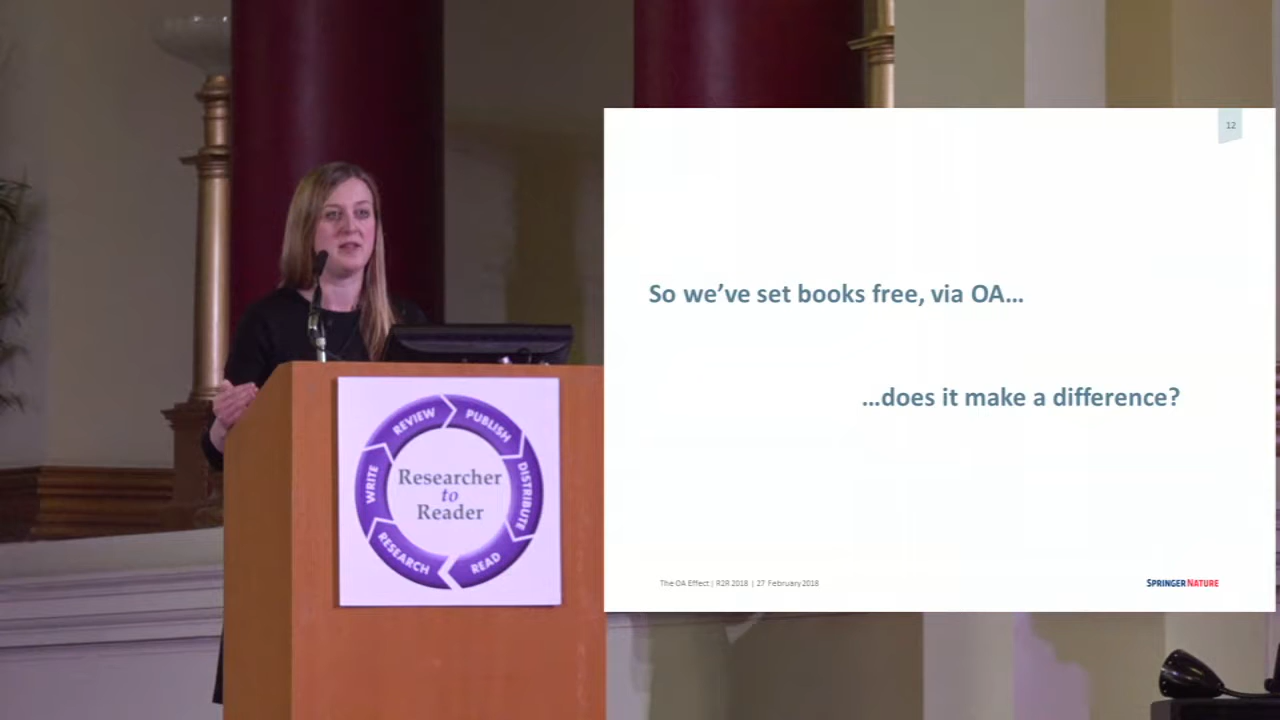 12
So we've set books free, via OA...
...does it make a difference?
The OA Effect | R2R 2018 | 27 February 2018
SPRINGER NATURE
REVIEW
PUBLISH
DISTRIBUTE
READ
RESEARCH
WRITE
Researcher
to
Reader